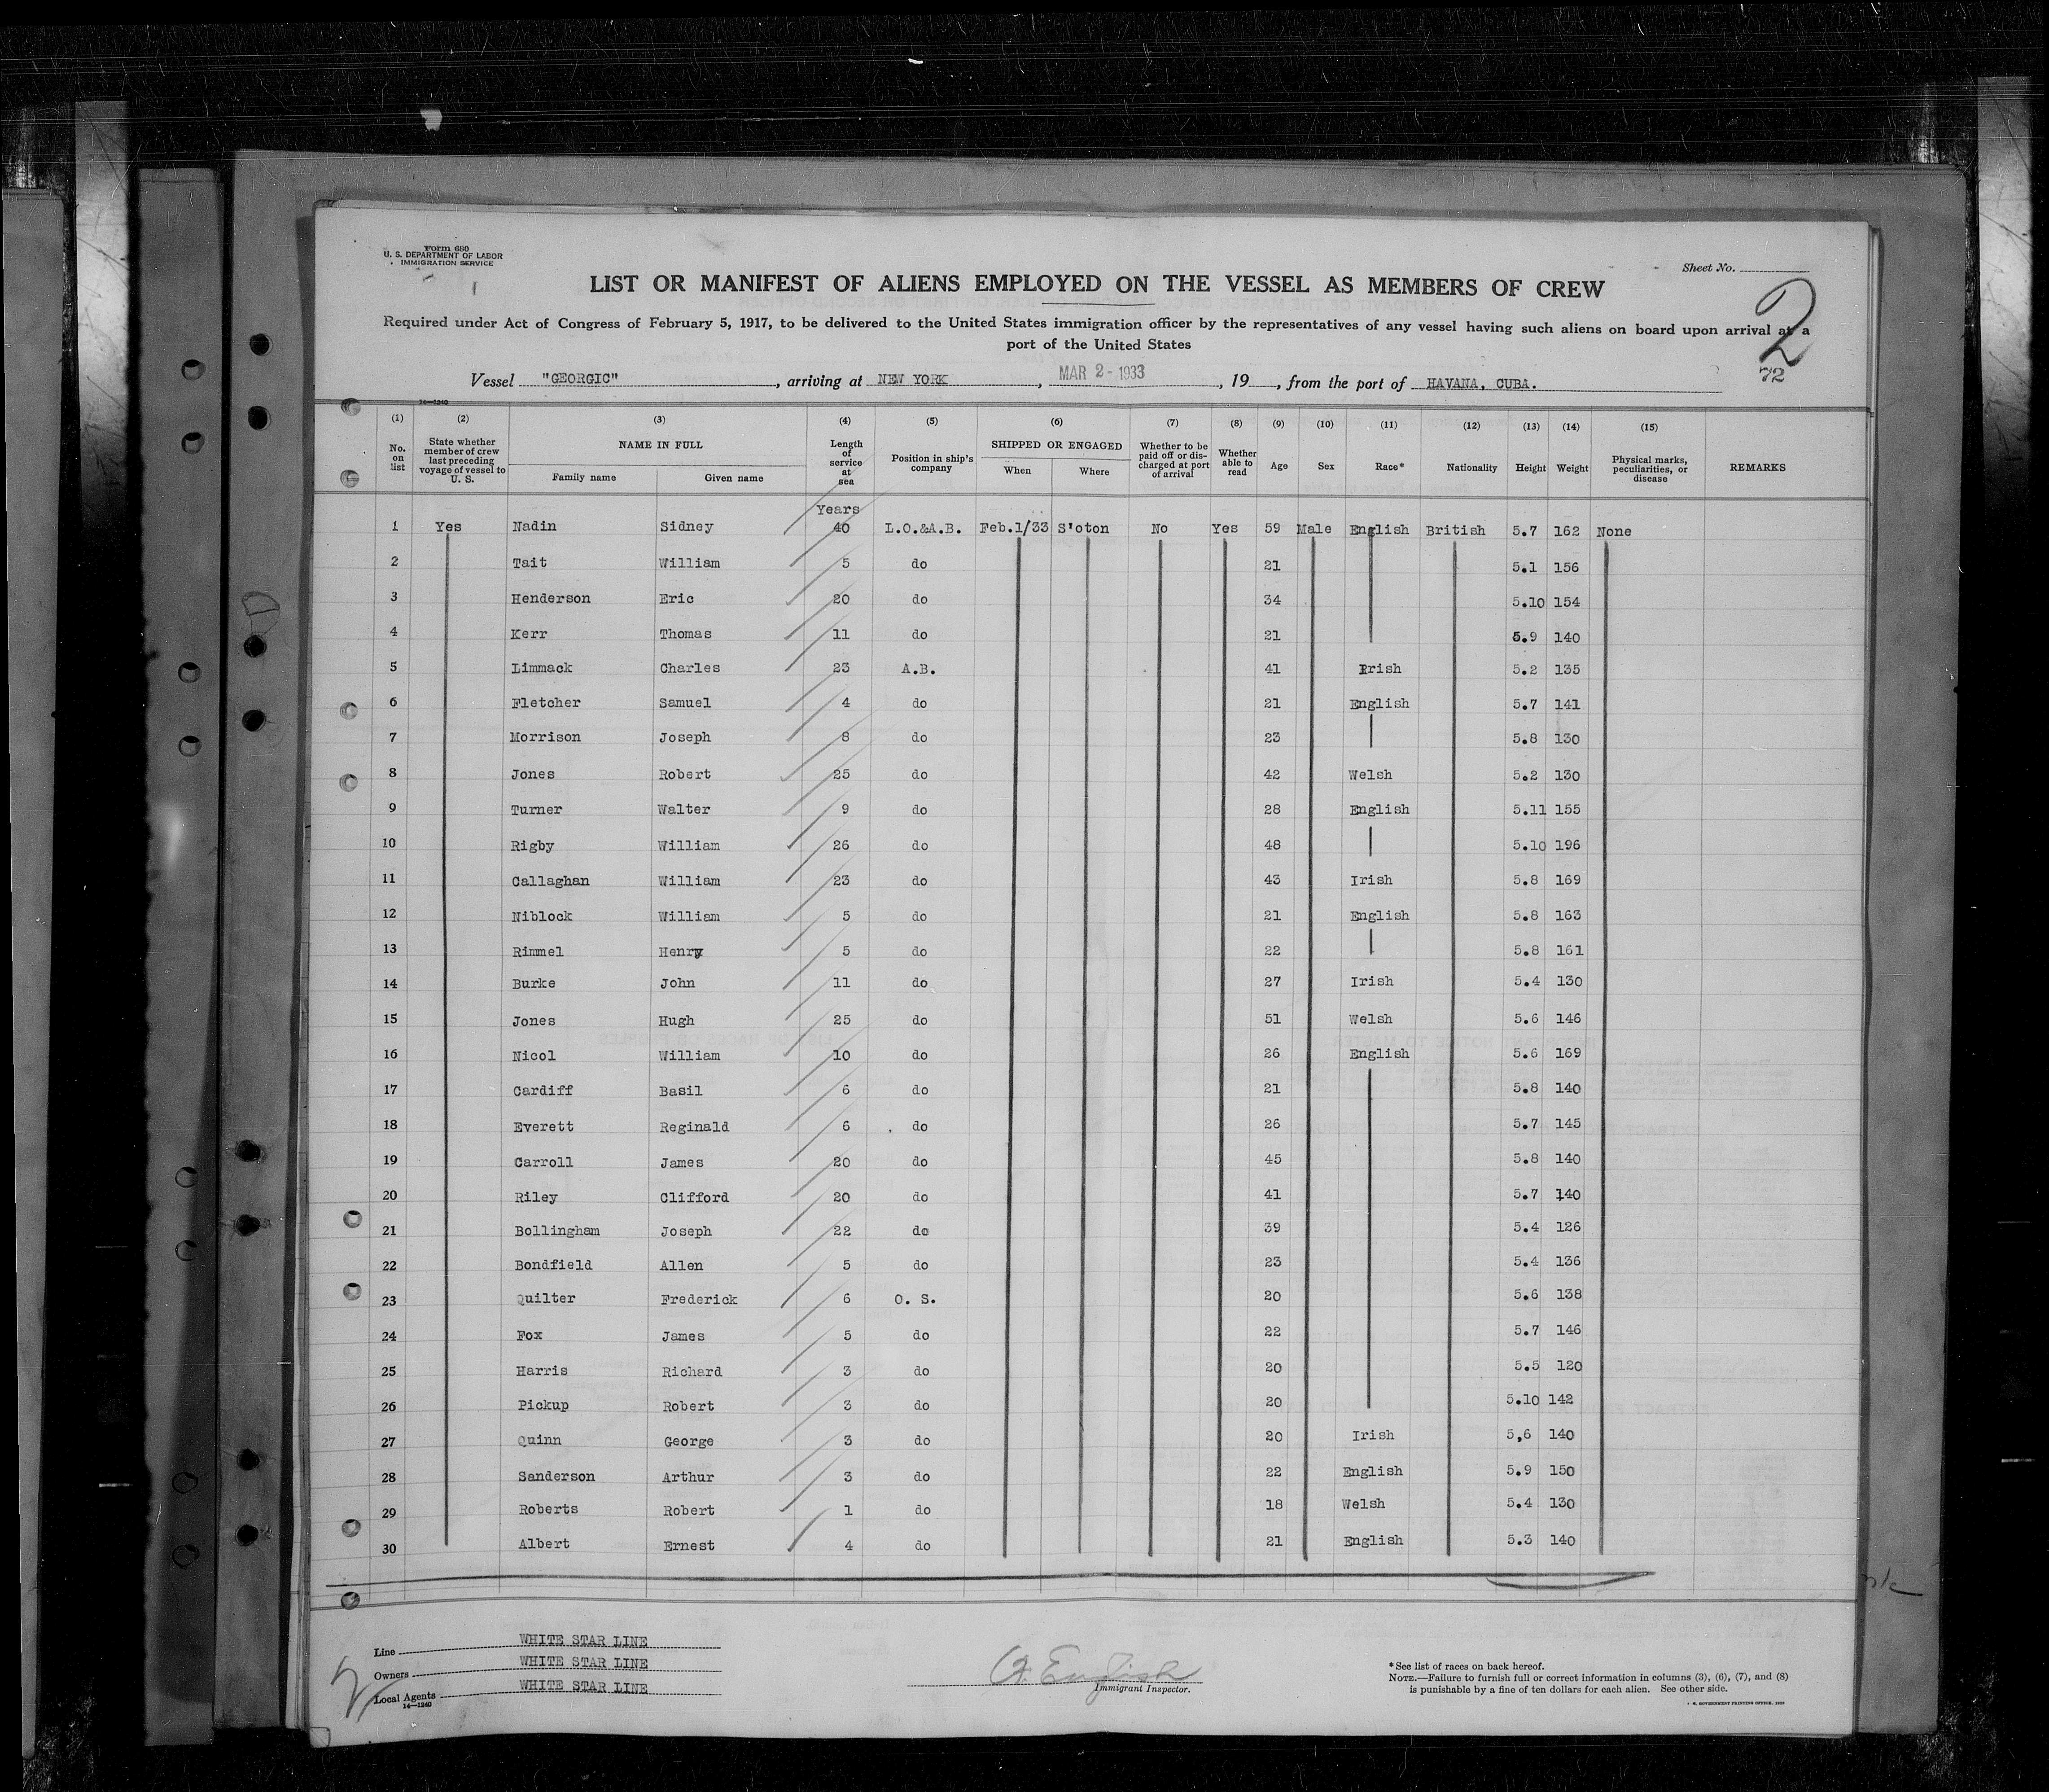 Form 680
U. S. DEPARTMENT OF LABOR
IMMIGRATION SERVICE
Sheet No.
LIST OR MANIFEST OF ALIENS EMPLOYED ON THE VESSEL AS MEMBERS OF CREW
2
Required under Act of Congress of February 5, 1917, to be delivered to the United States immigration officer by the representatives of any vessel having such aliens on board upon arrival at a
port of the United States
72
Vessel "GEORGIC", arriving at NEW YORK, MAR 2 - 1933, 19, from the port of HAVANA, CUBA.
14—1240
(1) (2) (3) (4) (5) (6) (7) (8) (9) (10) (11) (12) (13) (14) (15)
No. on list State whether member of crew last preceding voyage of vessel to U. S. NAME IN FULL Family name Given name Length of service at sea Position in ship's company SHIPPED OR ENGAGED When Where Whether to be paid off or discharged at port of arrival Whether able to read Age Sex Race* Nationality Height Weight Physical marks, peculiarities, or disease REMARKS
Years
1 Yes Nadin Sidney 40 L.O.&A.B. Feb.1/33 S'oton No Yes 59 Male English British 5.7 162 None
2 Tait William 5 do 21 5.1 156
3 Henderson Eric 20 do 34 5.10 154
4 Kerr Thomas 11 do 21 5.9 140
5 Limmack Charles 23 A.B. 41 Irish 5.2 135
6 Fletcher Samuel 4 do 21 English 5.7 141
7 Morrison Joseph 8 do 23 5.8 130
8 Jones Robert 25 do 42 Welsh 5.2 130
9 Turner Walter 9 do 28 English 5.11 155
10 Rigby William 26 do 48 5.10 196
11 Callaghan William 23 do 43 Irish 5.8 169
12 Niblock William 5 do 21 English 5.8 163
13 Rimmel Henry 5 do 22 5.8 161
14 Burke John 11 do 27 Irish 5.4 130
15 Jones Hugh 25 do 51 Welsh 5.6 146
16 Nicol William 10 do 26 English 5.6 169
17 Cardiff Basil 6 do 21 5.8 140
18 Everett Reginald 6 do 26 5.7 145
19 Carroll James 20 do 45 5.8 140
20 Riley Clifford 20 do 41 5.7 140
21 Bollingham Joseph 22 do 39 5.4 126
22 Bondfield Allen 5 do 23 5.4 136
23 Quilter Frederick 6 O. S. 20 5.6 138
24 Fox James 5 do 22 5.7 146
25 Harris Richard 3 do 20 5.5 120
26 Pickup Robert 3 do 20 5.10 142
27 Quinn George 3 do 20 Irish 5,6 140
28 Sanderson Arthur 3 do 22 English 5.9 150
29 Roberts Robert 1 do 18 Welsh 5.4 130
30 Albert Ernest 4 do 21 English 5.3 140
Line WHITE STAR LINE
Owners WHITE STAR LINE
Local Agents WHITE STAR LINE
14—1240
English
Immigrant Inspector.
*See list of races on back hereof.
NOTE.—Failure to furnish full or correct information in columns (3), (6), (7), and (8)
is punishable by a fine of ten dollars for each alien. See other side.
GOVERNMENT PRINTING OFFICE